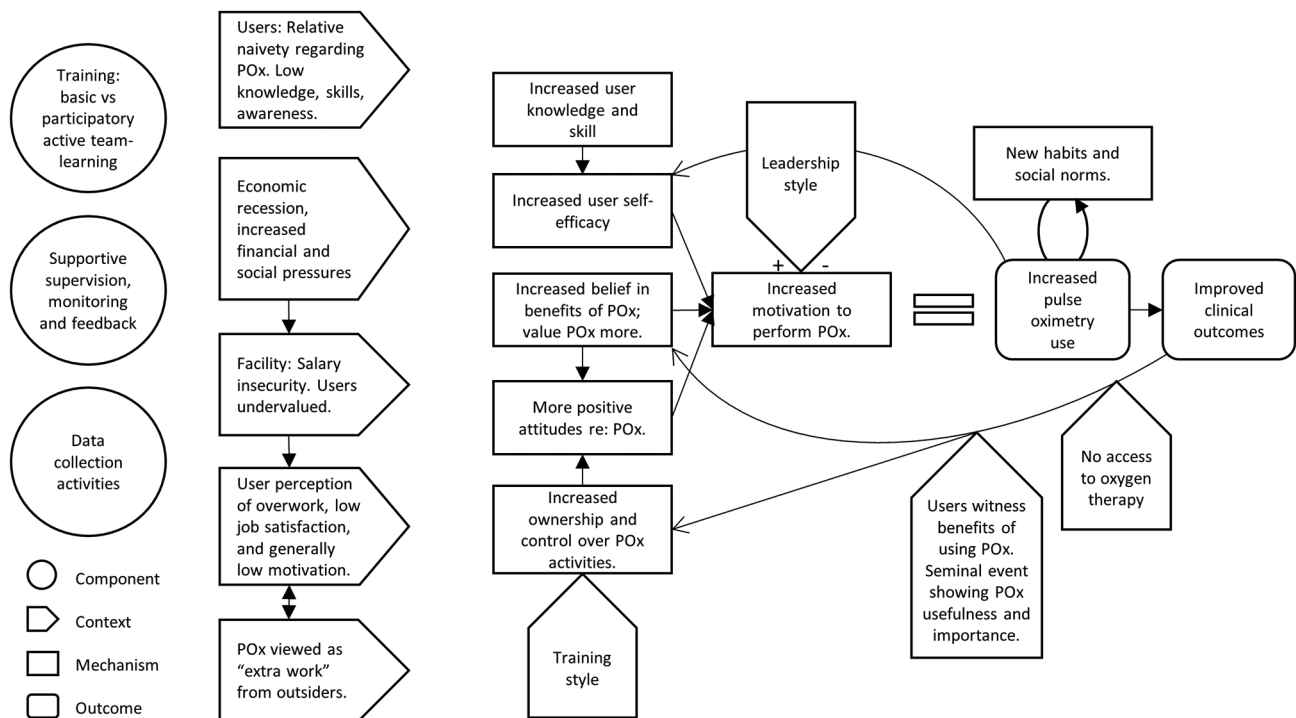 Training:
basic vs
participatory
active team-
learning
Supportive
supervision,
monitoring
and feedback
Data
collection
activities
Component
Context
Mechanism
Outcome
Users: Relative
naivety regarding
POx. Low
knowledge, skills,
awareness.
Economic
recession,
increased
financial and
social pressures
Facility: Salary
insecurity. Users
undervalued.
User perception
of overwork, low
job satisfaction,
and generally
low motivation.
POx viewed as
“extra work”
from outsiders.
Increased user
knowledge and
skill
Increased user self-
efficacy
Increased belief in
benefits of POx;
value POx more.
More positive
attitudes re: POx.
Increased
ownership and
control over POx
activities.
Training
style
Leadership
style
+ -
Increased
motivation to
perform POx.
New habits and
social norms.
Increased
pulse
oximetry
use
Improved
clinical
outcomes
Users witness
benefits of
using POx.
Seminal event
showing POx
usefulness and
importance.
No access
to oxygen
therapy